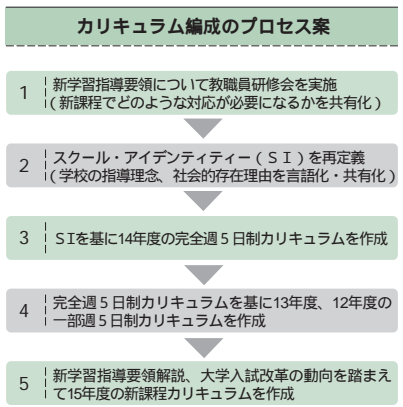 カリキュラム編成のプロセス案
1
新学習指導要領について教職員研修会を実施
（新課程でどのような対応が必要になるかを共有化）
2
スクール・アイデンティティー（ＳＩ）を再定義
（学校の指導理念、社会的存在理由を言語化・共有化）
3
ＳＩを基に14年度の完全週５日制カリキュラムを作成
4
完全週５日制カリキュラムを基に13年度、12年度の
一部週５日制カリキュラムを作成
5
新学習指導要領解説、大学入試改革の動向を踏まえ
て15年度の新課程カリキュラムを作成